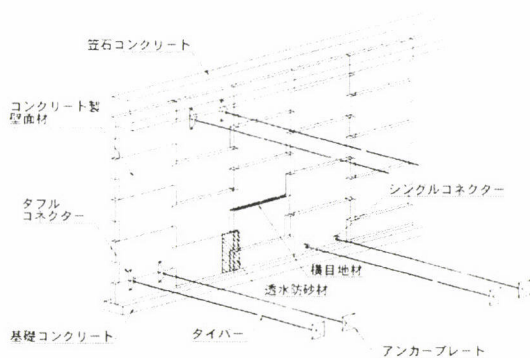 笠石コンクリート
コンクリート製
壁面材
タブル
コネクター
シングルコネクター
横目地材
透水防砂材
基礎コンクリート
タイバー
アンカープレート